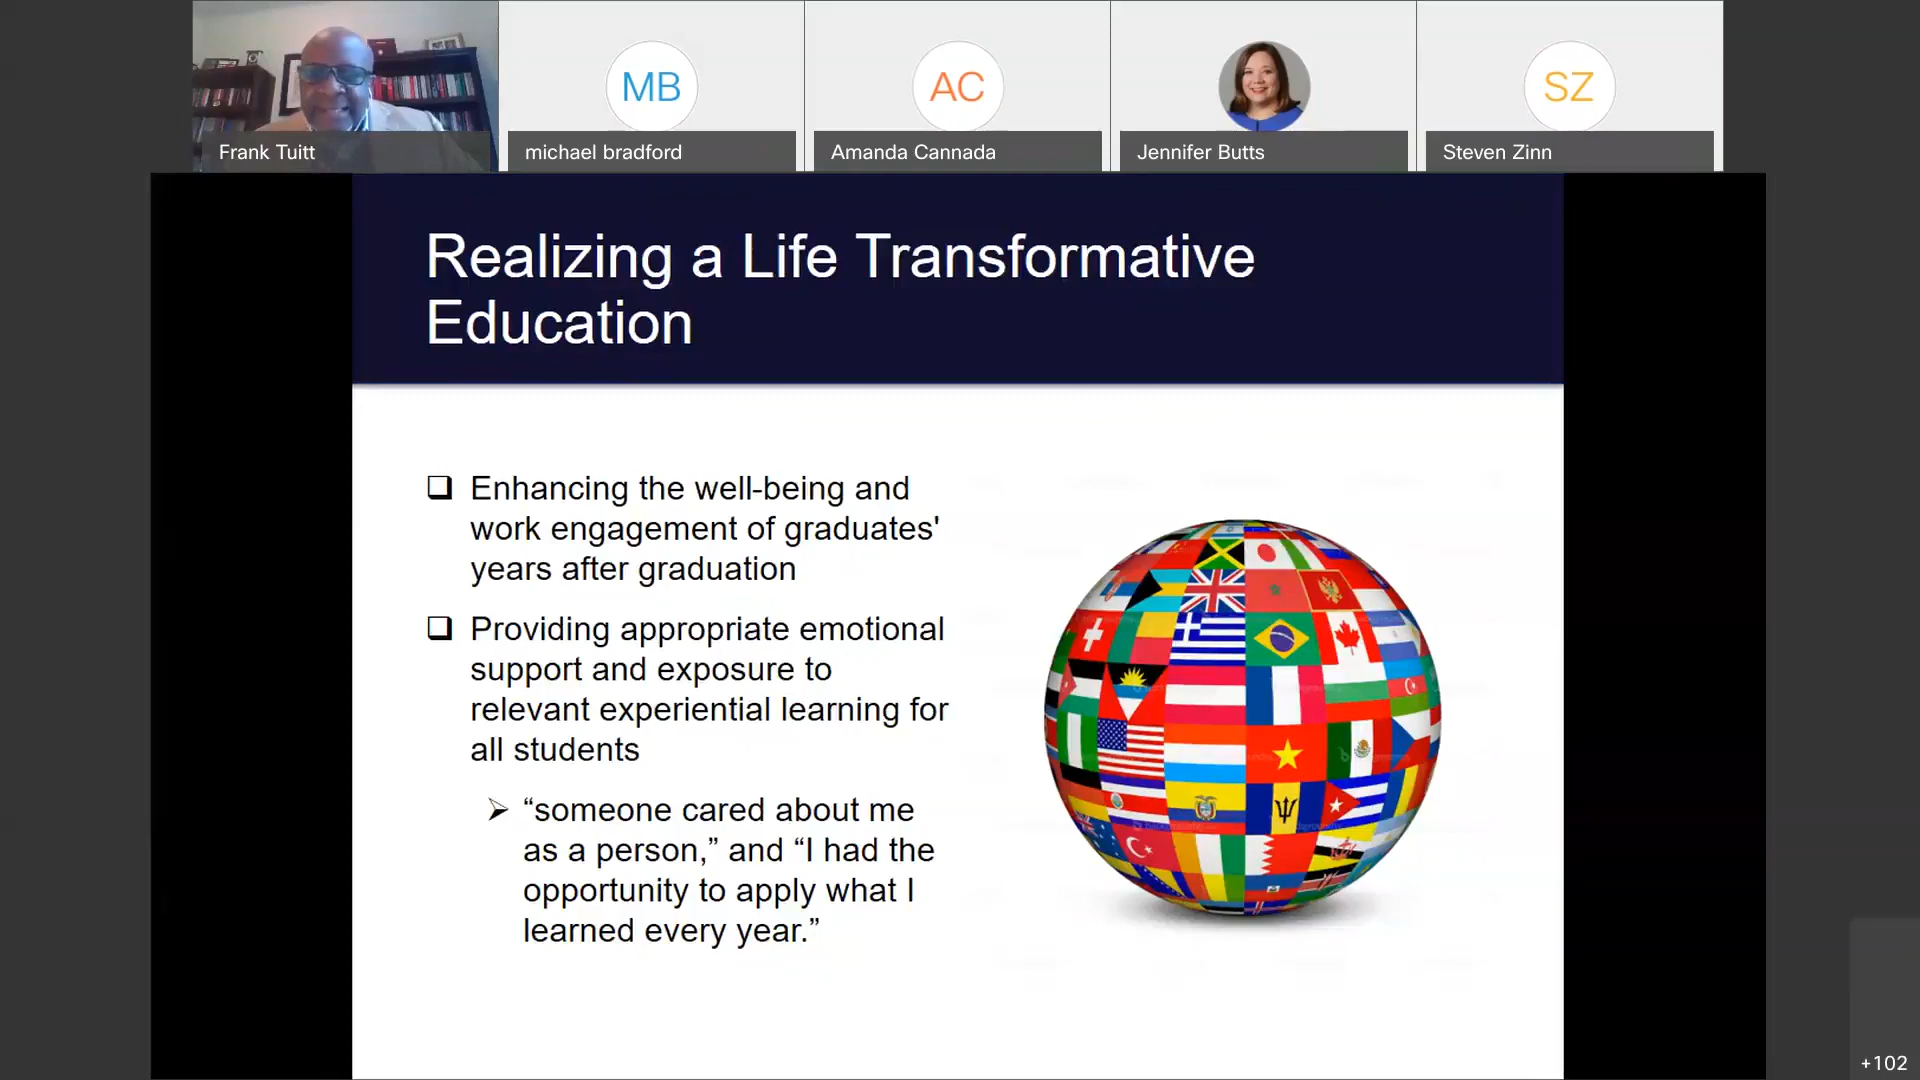 MB
AC
SZ
Frank Tuitt
michael bradford
Amanda Cannada
Jennifer Butts
Steven Zinn
Realizing a Life Transformative
Education
Enhancing the well-being and
work engagement of graduates'
years after graduation
Providing appropriate emotional
support and exposure to
relevant experiential learning for
all students
“someone cared about me
as a person,” and “I had the
opportunity to apply what I
learned every year.”
+102